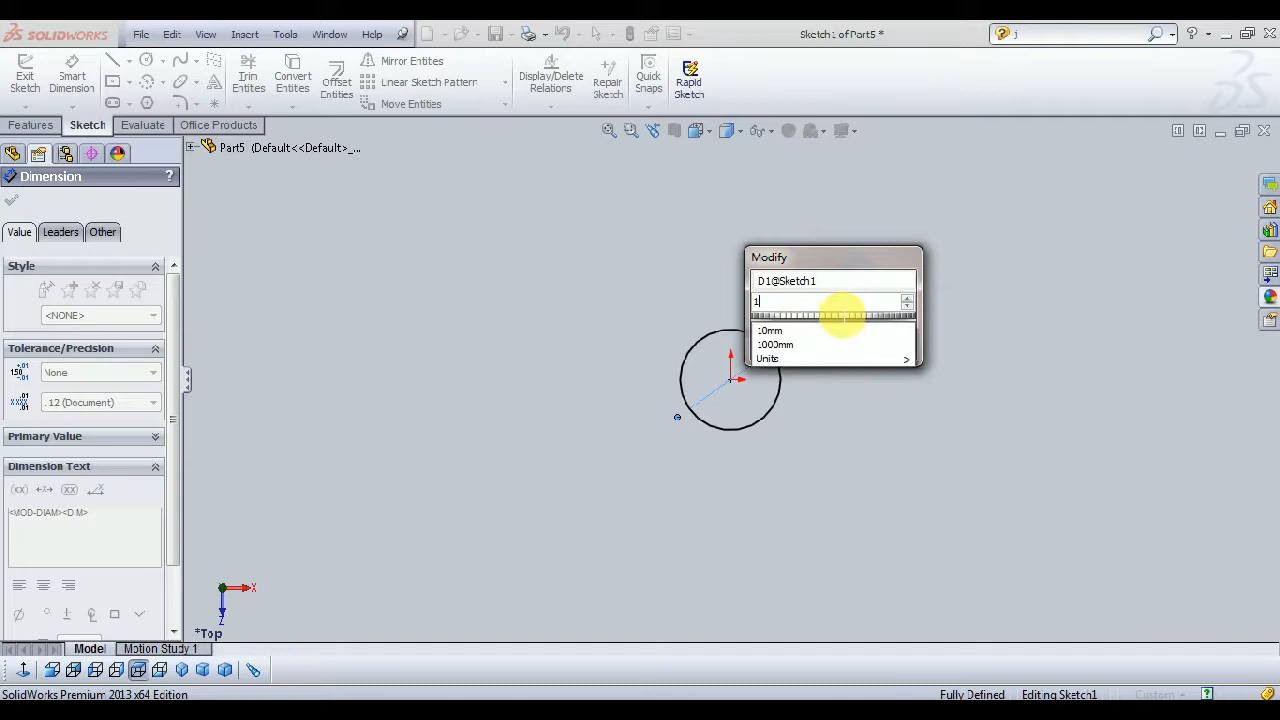 SOLIDWORKS File Edit View Insert Tools Window Help Sketch1 of Part5 * j
Exit Sketch
Smart Dimension
Trim Entities
Convert Entities
Offset Entities
Mirror Entities
Linear Sketch Pattern
Move Entities
Display/Delete Relations
Repair Sketch
Quick Snaps
Rapid Sketch
Features Sketch Evaluate Office Products
Part5 (Default<<Default>_...
Dimension ?
Value Leaders Other
Style
<NONE>
Tolerance/Precision
None
.12 (Document)
Primary Value
Dimension Text
<MOD-DIAM><DIM>
Modify
D1@Sketch1
1
10mm
1000mm
Units >
X
Z
*Top
Model Motion Study 1
SolidWorks Premium 2013 x64 Edition Fully Defined Editing Sketch1 Custom ?